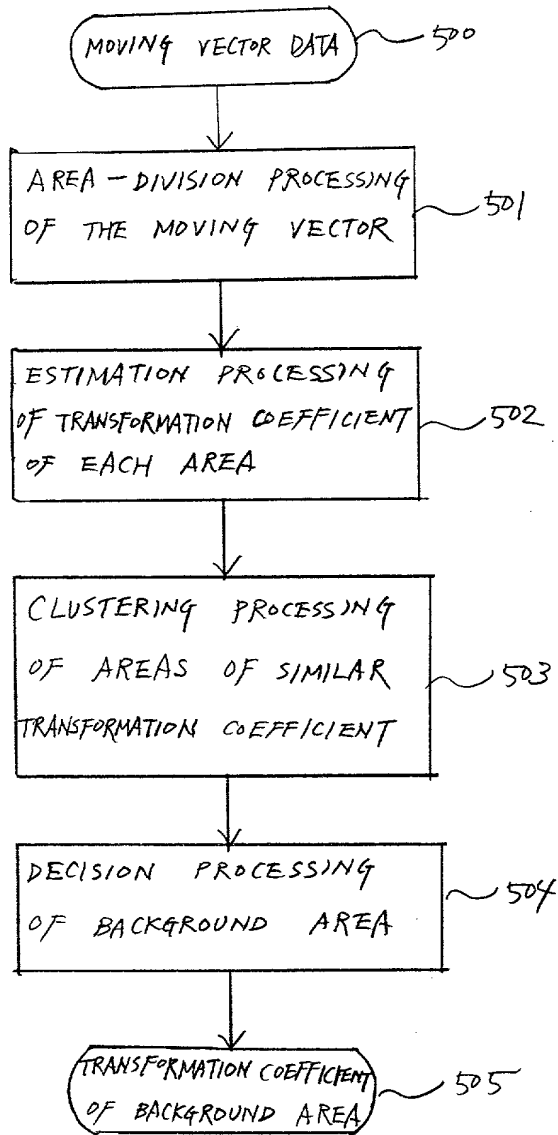 MOVING VECTOR DATA
500
AREA-DIVISION PROCESSING
OF THE MOVING VECTOR
501
ESTIMATION PROCESSING
OF TRANSFORMATION COEFFICIENT
OF EACH AREA
502
CLUSTERING PROCESSING
OF AREAS OF SIMILAR
TRANSFORMATION COEFFICIENT
503
DECISION PROCESSING
OF BACKGROUND AREA
504
TRANSFORMATION COEFFICIENT
OF BACKGROUND AREA
505